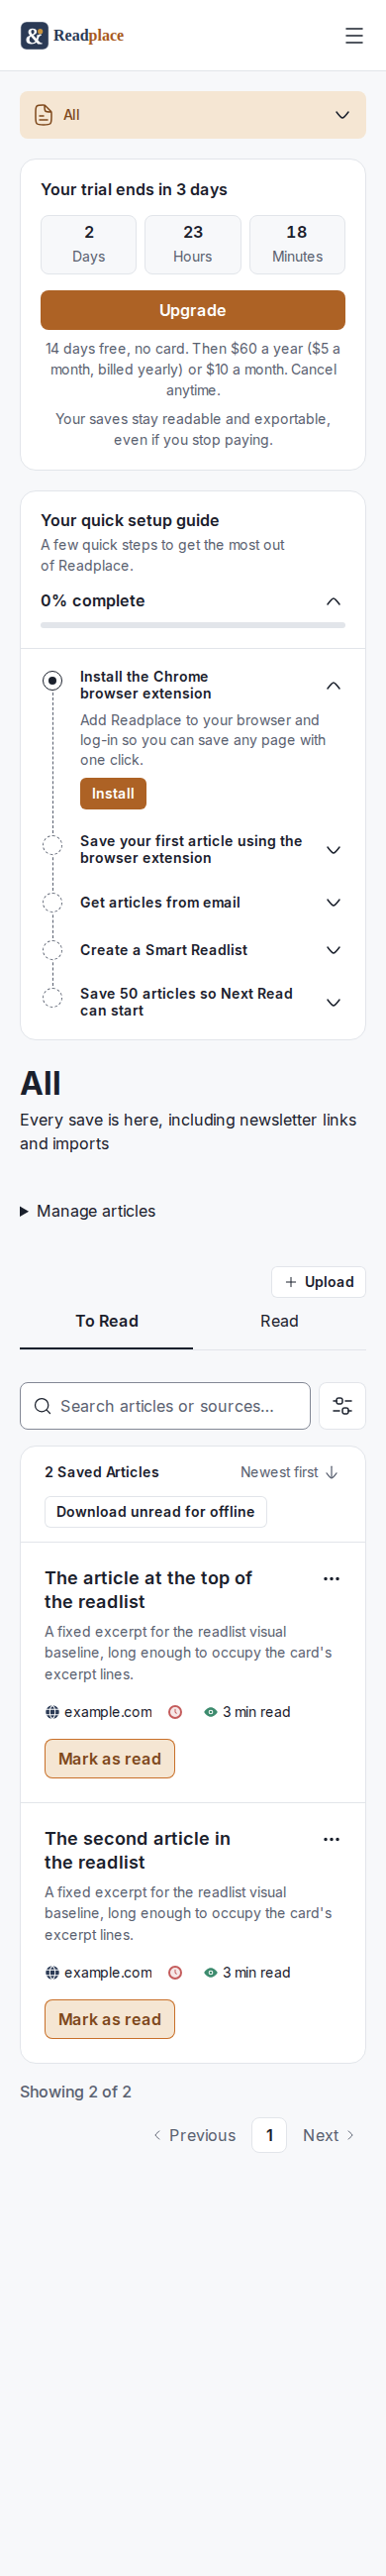 & Readplace
All
Your trial ends in 3 days
2 23 18
Days Hours Minutes
Upgrade
14 days free, no card. Then $60 a year ($5 a
month, billed yearly) or $10 a month. Cancel
anytime.
Your saves stay readable and exportable,
even if you stop paying.
Your quick setup guide
A few quick steps to get the most out
of Readplace.
0% complete
Install the Chrome
browser extension
Add Readplace to your browser and
log-in so you can save any page with
one click.
Install
Save your first article using the
browser extension
Get articles from email
Create a Smart Readlist
Save 50 articles so Next Read
can start
All
Every save is here, including newsletter links
and imports
Manage articles
Upload
To Read Read
Search articles or sources...
2 Saved Articles Newest first
Download unread for offline
The article at the top of
the readlist
A fixed excerpt for the readlist visual
baseline, long enough to occupy the card's
excerpt lines.
example.com 3 min read
Mark as read
The second article in
the readlist
A fixed excerpt for the readlist visual
baseline, long enough to occupy the card's
excerpt lines.
example.com 3 min read
Mark as read
Showing 2 of 2
Previous 1 Next